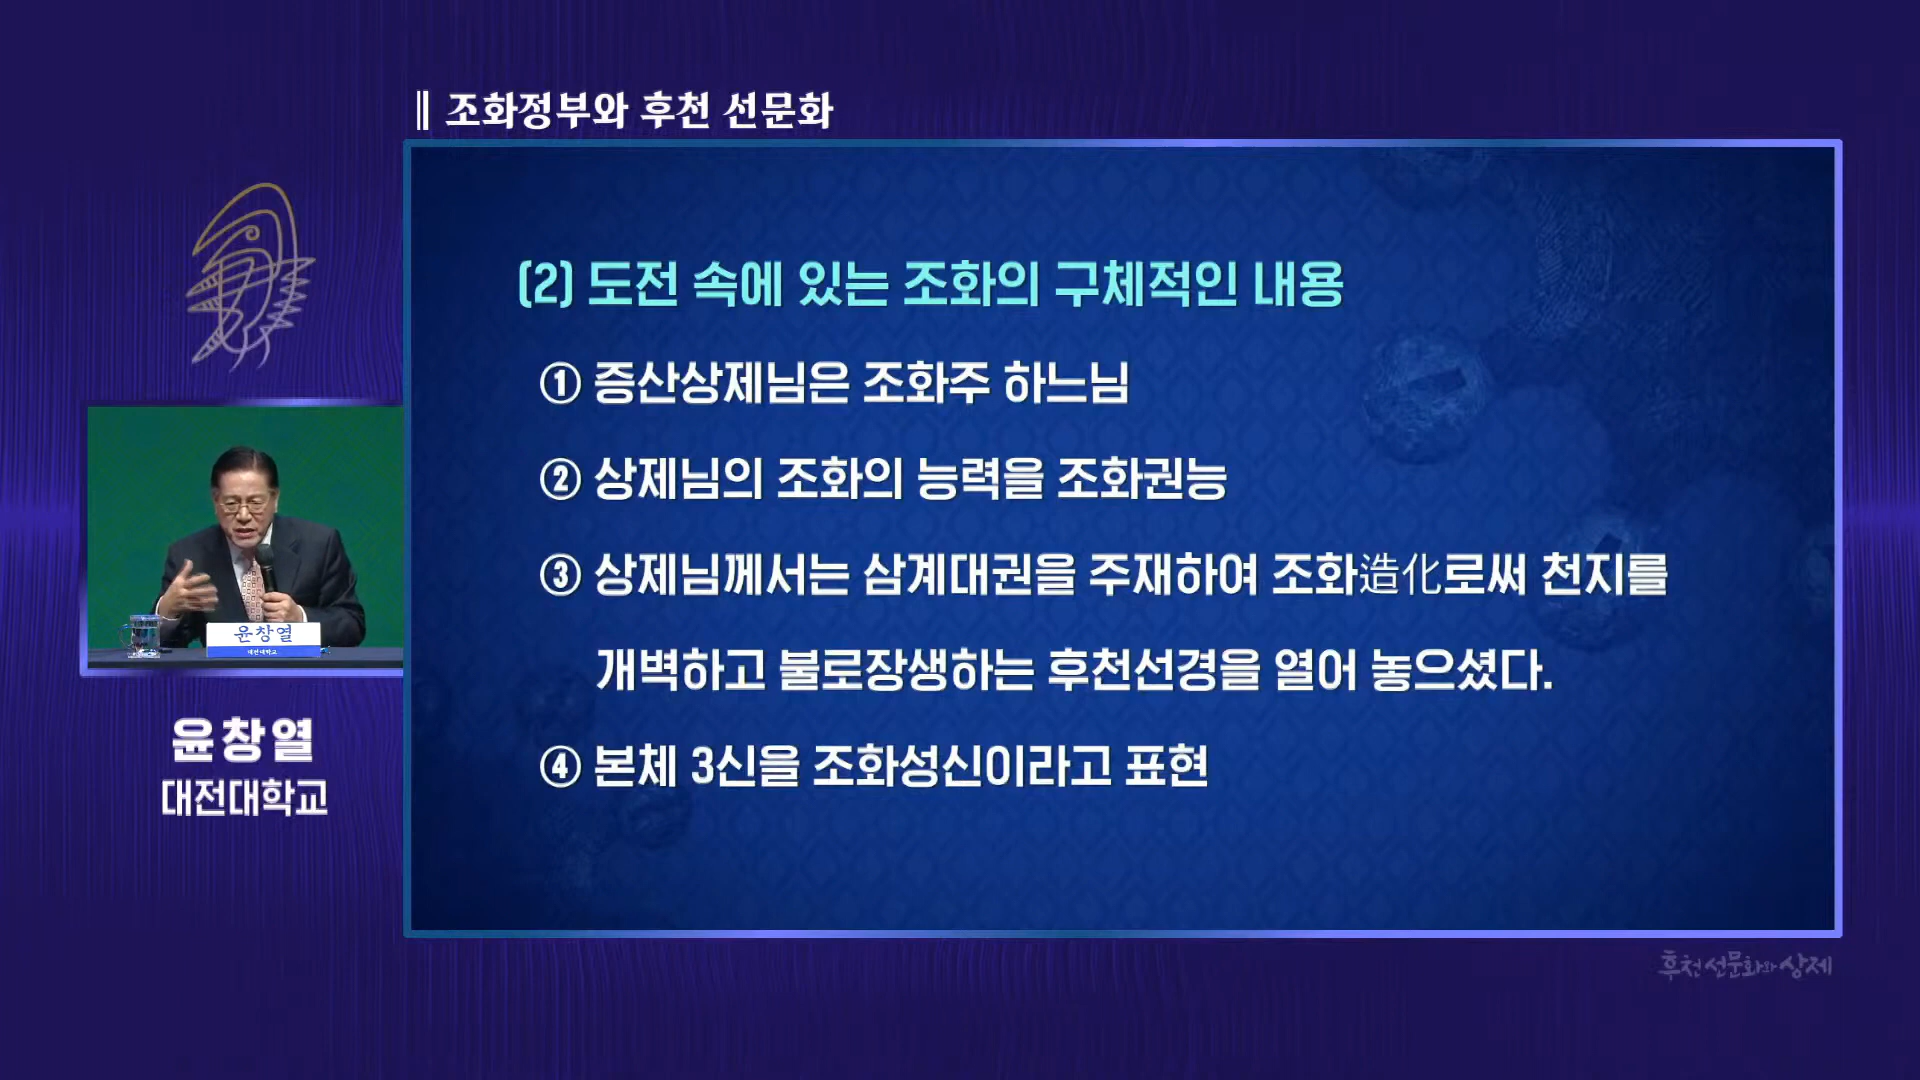 조화정부와 후천 선문화
(2) 도전 속에 있는 조화의 구체적인 내용
① 증산상제님은 조화주 하느님
② 상제님의 조화의 능력을 조화권능
③ 상제님께서는 삼계대권을 주재하여 조화造化로써 천지를
개벽하고 불로장생하는 후천선경을 열어 놓으셨다.
④ 본체 3신을 조화성신이라고 표현
윤창열
대전대학교
윤창열
대전대학교
후천선문화와 상제